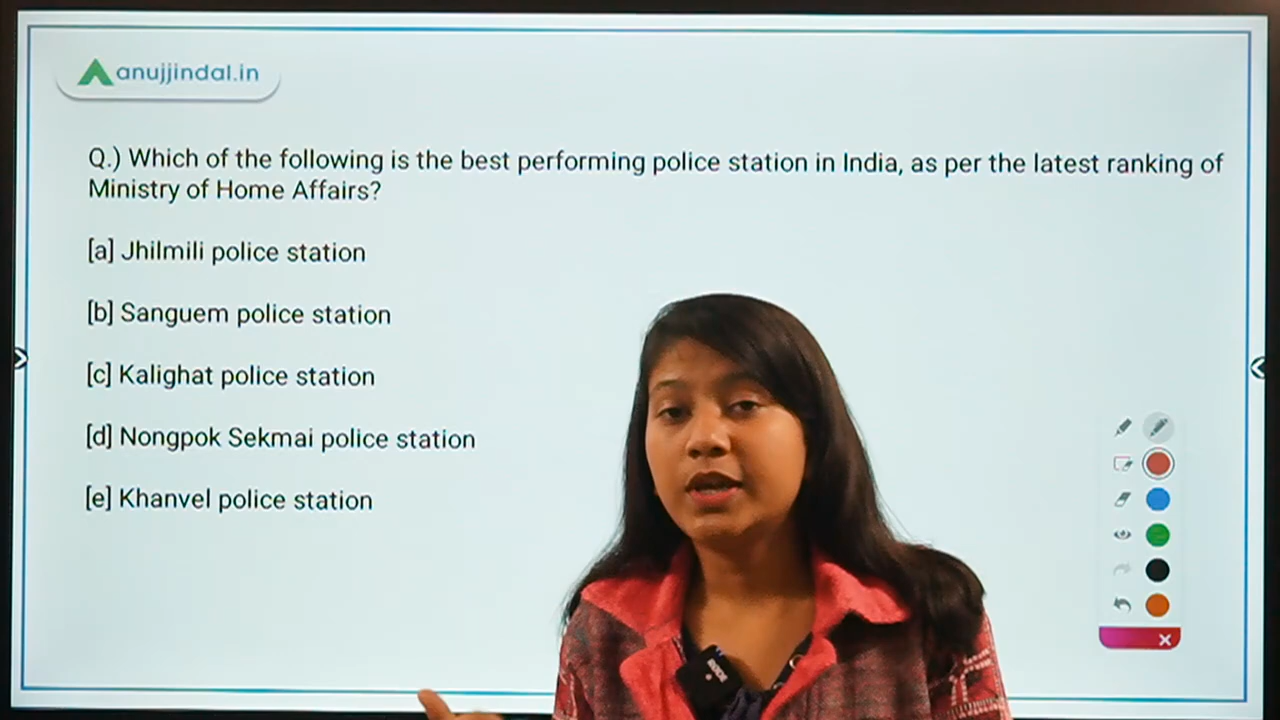 anujjindal.in
Q.) Which of the following is the best performing police station in India, as per the latest ranking of
Ministry of Home Affairs?
[a] Jhilmili police station
[b] Sanguem police station
[c] Kalighat police station
[d] Nongpok Sekmai police station
[e] Khanvel police station